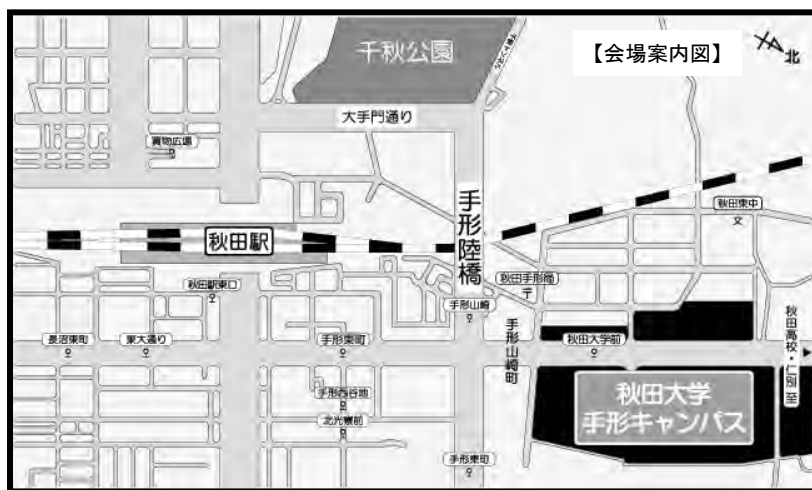 千秋公園
【会場案内図】
北
大手門通り
買物広場
手形陸橋
秋田東中
文
秋田駅
秋田手形局
〒
秋田駅東口
手形山崎
手形山崎町
秋田高校・仁別 至
長沼東町
東大通り
手形東町
秋田大学前
手形西谷地
北光寮前
秋田大学
手形キャンパス
手形東町